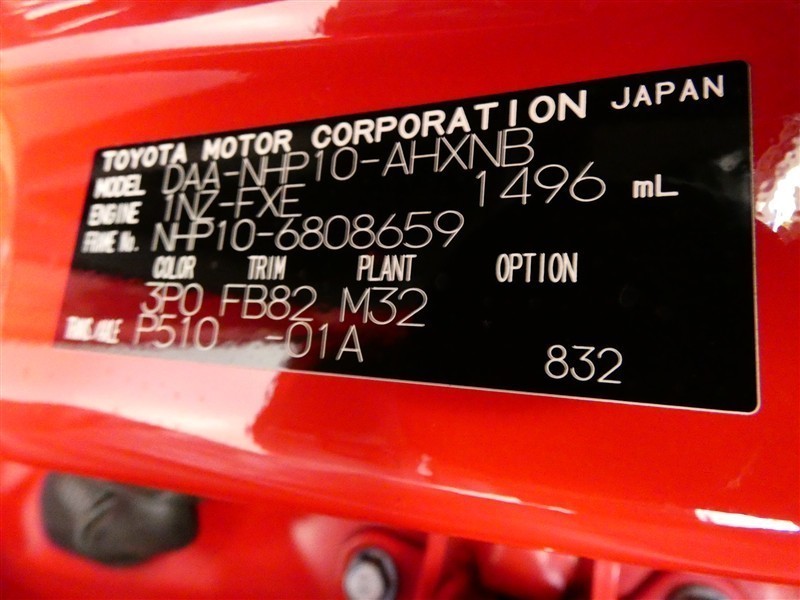 TOYOTA MOTOR CORPORATION JAPAN
MODEL DAA-NHP10-AHXNB
ENGINE 1NZ-FXE 1496 mL
FRAME No. NHP10-6808659
COLOR TRIM PLANT OPTION
3P0 FB82 M32
TRANS/AXLE P510 -01A
832